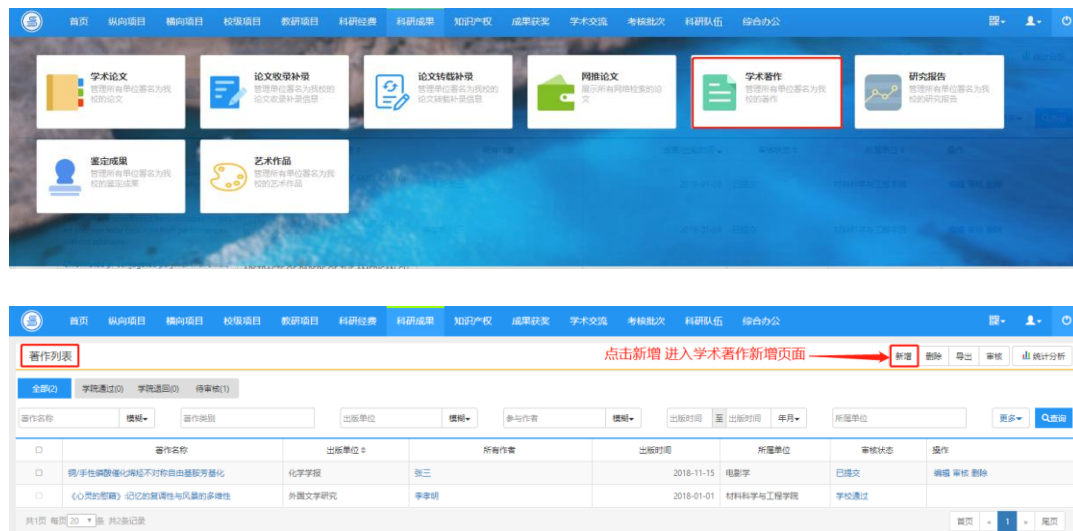 首页 纵向项目 横向项目 校级项目 教研项目 科研经费 科研成果 知识产权 成果获奖 学术交流 考核批次 科研队伍 综合办公
学术论文
管理所有单位署名为我校的论文
论文收录补录
管理单位署名为我校的论文收录补录信息
论文转载补录
管理单位署名为我校的论文转载补录信息
网推论文
展示所有网络检索的论文
学术著作
管理所有单位署名为我校的著作
研究报告
管理所有单位署名为我校的研究报告
鉴定成果
管理所有单位署名为我校的鉴定成果
艺术作品
管理所有单位署名为我校的艺术作品
ABSTRACTS OF PAPERS OF THE AMERICAN CH
首页 纵向项目 横向项目 校级项目 教研项目 科研经费 科研成果 知识产权 成果获奖 学术交流 考核批次 科研队伍 综合办公
著作列表 点击新增 进入学术著作新增页面 新增 删除 导出 审核 统计分析
全部(2) 学院通过(0) 学院退回(0) 待审核(1)
著作名称 模糊 著作类别 出版单位 模糊 参与作者 模糊 出版时间 至 出版时间 年月 所属单位 更多 查询
著作名称 出版单位 所有作者 出版时间 所属单位 审核状态 操作
铜/手性磷酸催化烯烃不对称自由基胺芳基化 化学学报 张三 2018-11-15 电影学 已提交 编辑 审核 删除
《心灵的慰藉》:记忆的复调性与风景的多维性 外国文学研究 李孝明 2018-01-01 材料科学与工程学院 学校通过
共1页 每页 20 条 共2条记录 首页 « 1 » 尾页